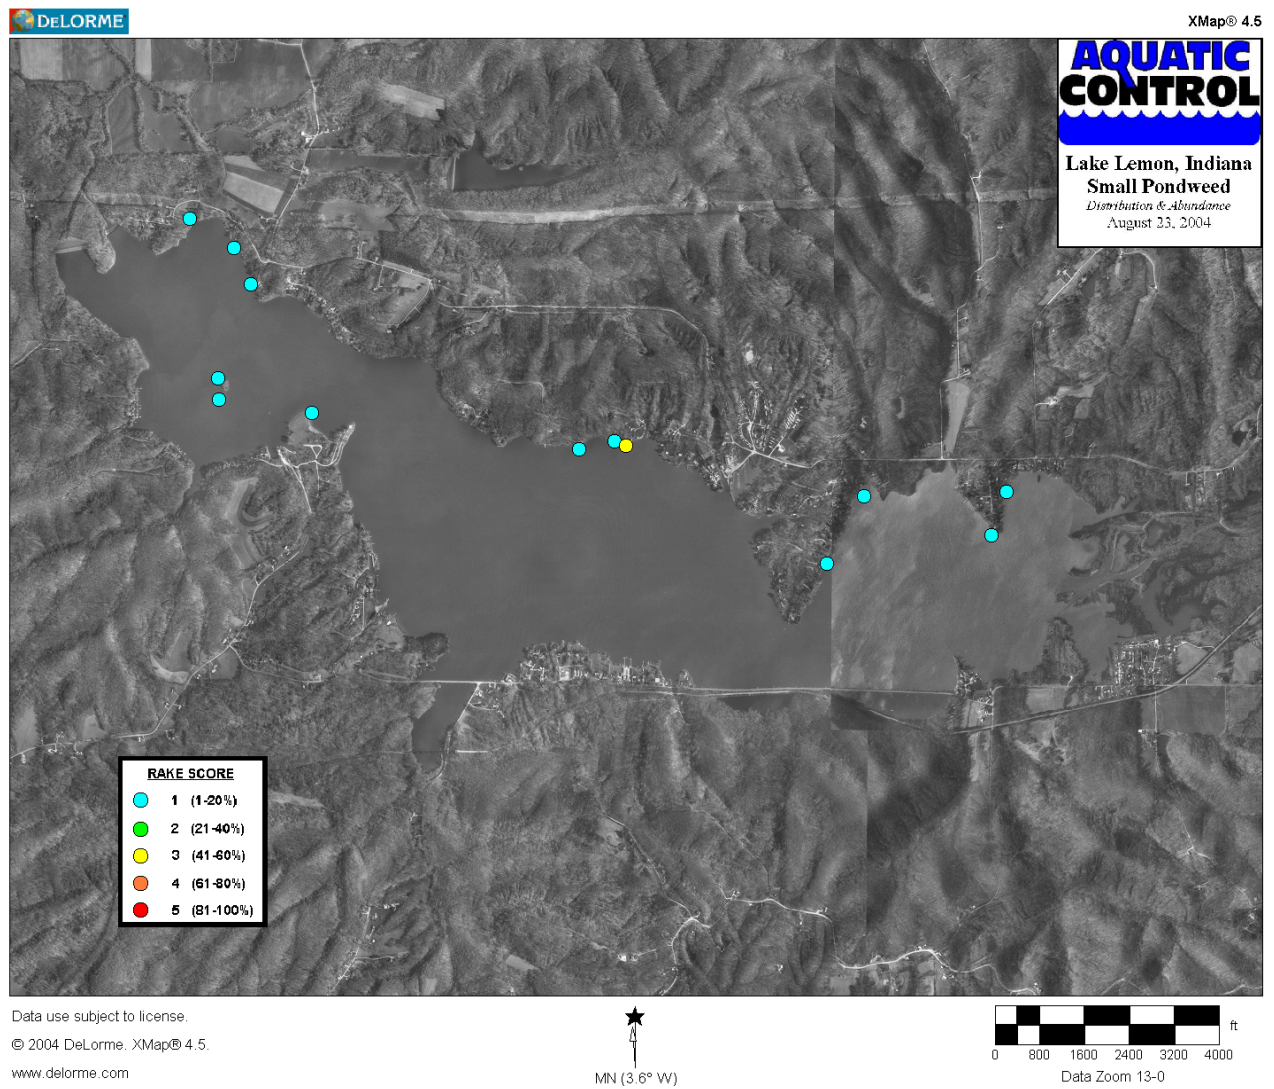 DELORME
XMap® 4.5
AQUATIC
CONTROL
Lake Lemon, Indiana
Small Pondweed
Distribution & Abundance
August 23, 2004
RAKE SCORE
1 (1-20%)
2 (21-40%)
3 (41-60%)
4 (61-80%)
5 (81-100%)
Data use subject to license.
© 2004 DeLorme. XMap® 4.5.
www.delorme.com
MN (3.6° W)
ft
0 800 1600 2400 3200 4000
Data Zoom 13-0